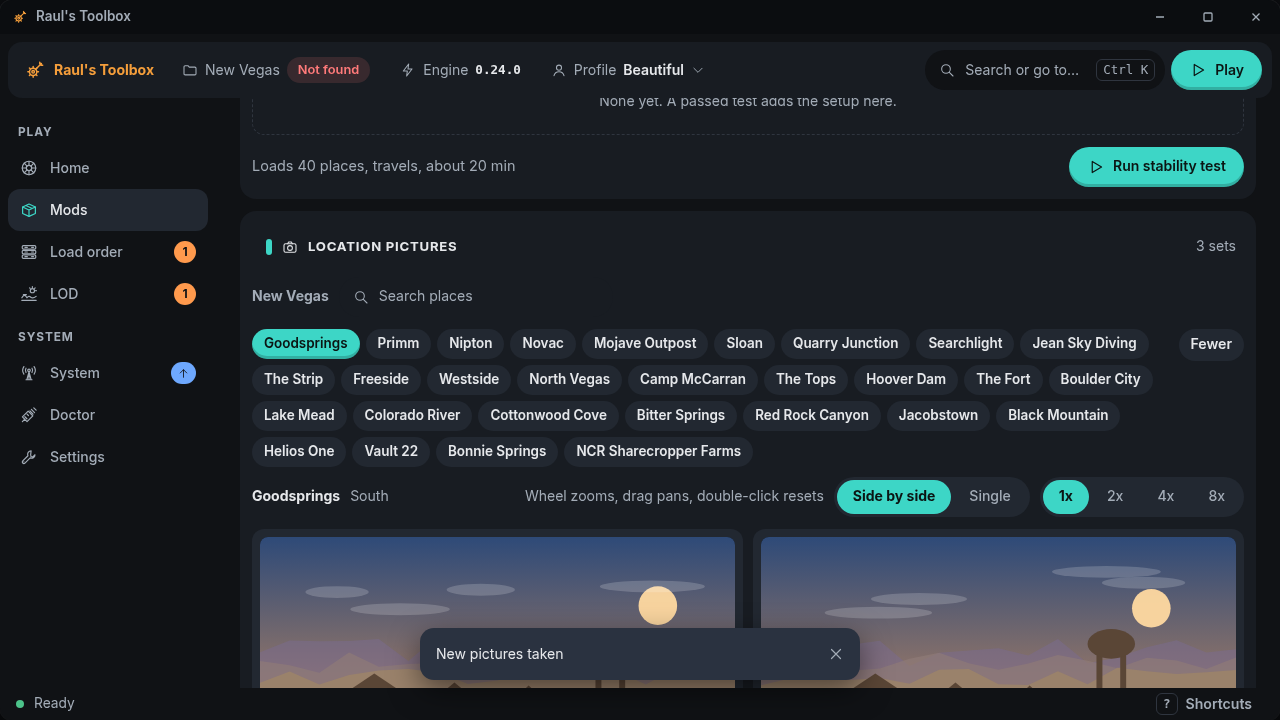 Raul's Toolbox
Raul's Toolbox
New Vegas Not found
Engine 0.24.0
Profile Beautiful
Search or go to... Ctrl K
Play
PLAY
Home
Mods
Load order 1
LOD 1
SYSTEM
System
Doctor
Settings
None yet. A passed test adds the setup here.
Loads 40 places, travels, about 20 min
Run stability test
LOCATION PICTURES
3 sets
New Vegas Search places
Goodsprings Primm Nipton Novac Mojave Outpost Sloan Quarry Junction Searchlight Jean Sky Diving Fewer
The Strip Freeside Westside North Vegas Camp McCarran The Tops Hoover Dam The Fort Boulder City
Lake Mead Colorado River Cottonwood Cove Bitter Springs Red Rock Canyon Jacobstown Black Mountain
Helios One Vault 22 Bonnie Springs NCR Sharecropper Farms
Goodsprings South Wheel zooms, drag pans, double-click resets Side by side Single 1x 2x 4x 8x
New pictures taken
Ready
? Shortcuts